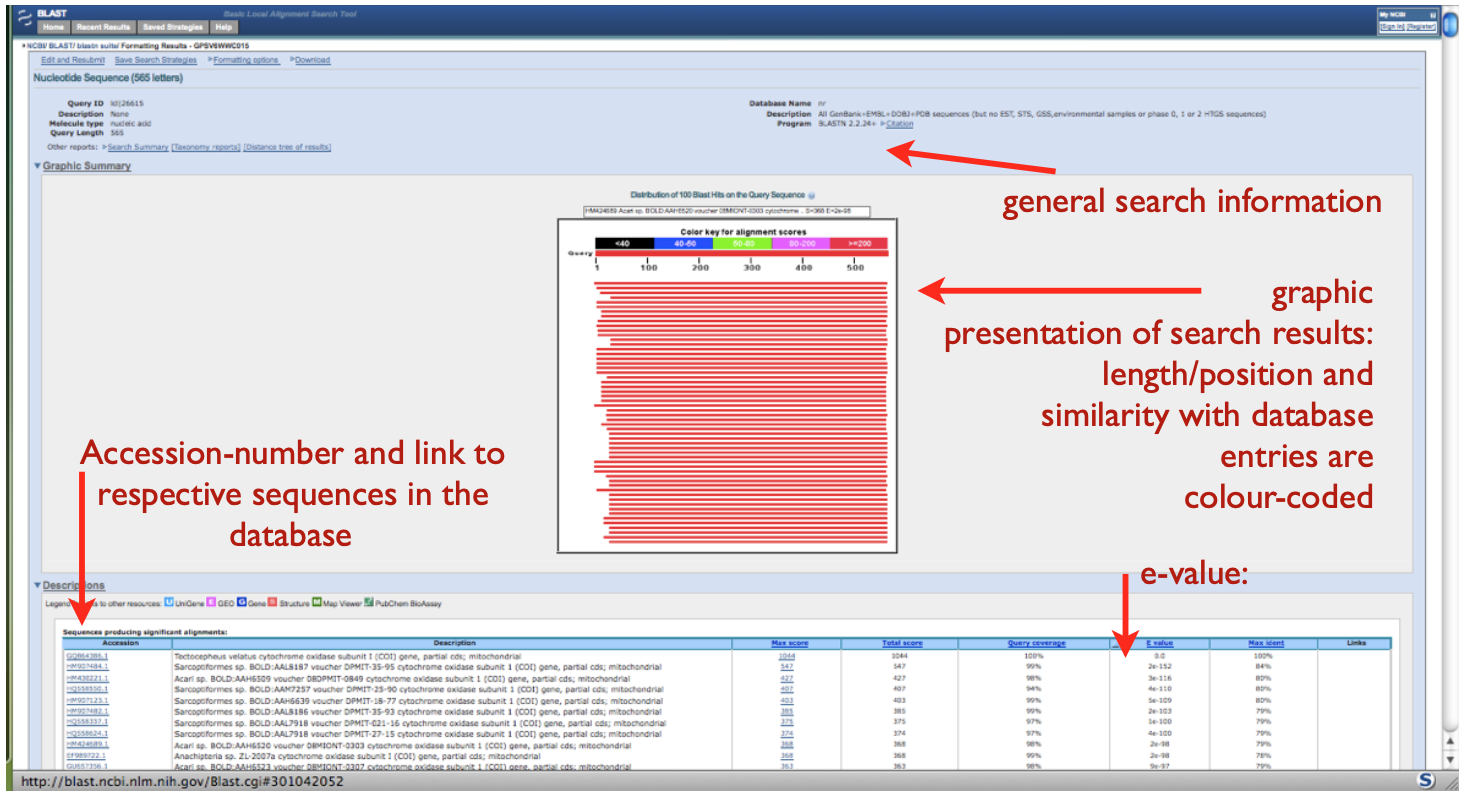 BLAST
Basic Local Alignment Search Tool
My NCBI
Home Recent Results Saved Strategies Help
[Sign In] [Register]
NCBI/ BLAST/ blastn suite/ Formatting Results - GPSV6WWC015
Edit and Resubmit Save Search Strategies Formatting options Download
Nucleotide Sequence (565 letters)
Query ID lcl|26615
Description None
Molecule type nucleic acid
Query Length 565
Database Name nr
Description All GenBank+EMBL+DDBJ+PDB sequences (but no EST, STS, GSS,environmental samples or phase 0, 1 or 2 HTGS sequences)
Program BLASTN 2.2.24+ Citation
Other reports: Search Summary [Taxonomy reports] [Distance tree of results]
Graphic Summary
general search information
Distribution of 100 Blast Hits on the Query Sequence
HM424689 Acari sp. BOLD:AAH6520 voucher 08MIONT-0303 cytochrome .. S=368 E=2e-98
Color key for alignment scores
<40 40-50 50-80 80-200 >=200
Query
1 100 200 300 400 500
graphic
presentation of search results:
length/position and
similarity with database
entries are
colour-coded
Accession-number and link to
respective sequences in the
database
e-value:
Descriptions
Legend to other resources: UniGene GEO Gene Structure Map Viewer PubChem BioAssay
Sequences producing significant alignments:
Accession Description Max score Total score Query coverage E value Max ident Links
GQ864386.1 Tectocepheus velatus cytochrome oxidase subunit I (COI) gene, partial cds; mitochondrial 1044 1044 100% 0.0 100%
HM907484.1 Sarcoptiformes sp. BOLD:AAL8187 voucher DPMIT-35-95 cytochrome oxidase subunit 1 (COI) gene, partial cds; mitochondrial 547 547 99% 2e-152 84%
HM430221.1 Acari sp. BOLD:AAH6509 voucher 08DPMIT-0849 cytochrome oxidase subunit 1 (COI) gene, partial cds; mitochondrial 427 427 98% 3e-116 80%
HQ558550.1 Sarcoptiformes sp. BOLD:AAM7257 voucher DPMIT-25-90 cytochrome oxidase subunit 1 (COI) gene, partial cds; mitochondrial 407 407 94% 4e-110 80%
HM907123.1 Sarcoptiformes sp. BOLD:AAH6639 voucher DPMIT-18-77 cytochrome oxidase subunit 1 (COI) gene, partial cds; mitochondrial 403 403 99% 5e-109 80%
HM907482.1 Sarcoptiformes sp. BOLD:AAL8186 voucher DPMIT-35-93 cytochrome oxidase subunit 1 (COI) gene, partial cds; mitochondrial 385 385 99% 2e-103 79%
HQ558337.1 Sarcoptiformes sp. BOLD:AAL7918 voucher DPMIT-021-16 cytochrome oxidase subunit 1 (COI) gene, partial cds; mitochondrial 375 375 97% 1e-100 79%
HQ558624.1 Sarcoptiformes sp. BOLD:AAL7918 voucher DPMIT-27-15 cytochrome oxidase subunit 1 (COI) gene, partial cds; mitochondrial 374 374 97% 4e-100 79%
HM424689.1 Acari sp. BOLD:AAH6520 voucher 08MIONT-0303 cytochrome oxidase subunit 1 (COI) gene, partial cds; mitochondrial 368 368 98% 2e-98 79%
EF989722.1 Anachipteria sp. ZL-2007a cytochrome oxidase subunit I (COI) gene, partial cds; mitochondrial 368 368 99% 2e-98 78%
GU657356.1 Acari sp. BOLD:AAH6523 voucher 08MIONT-0307 cytochrome oxidase subunit 1 (COI) gene, partial cds; mitochondrial 363 363 98% 9e-97 79%
http://blast.ncbi.nlm.nih.gov/Blast.cgi#301042052